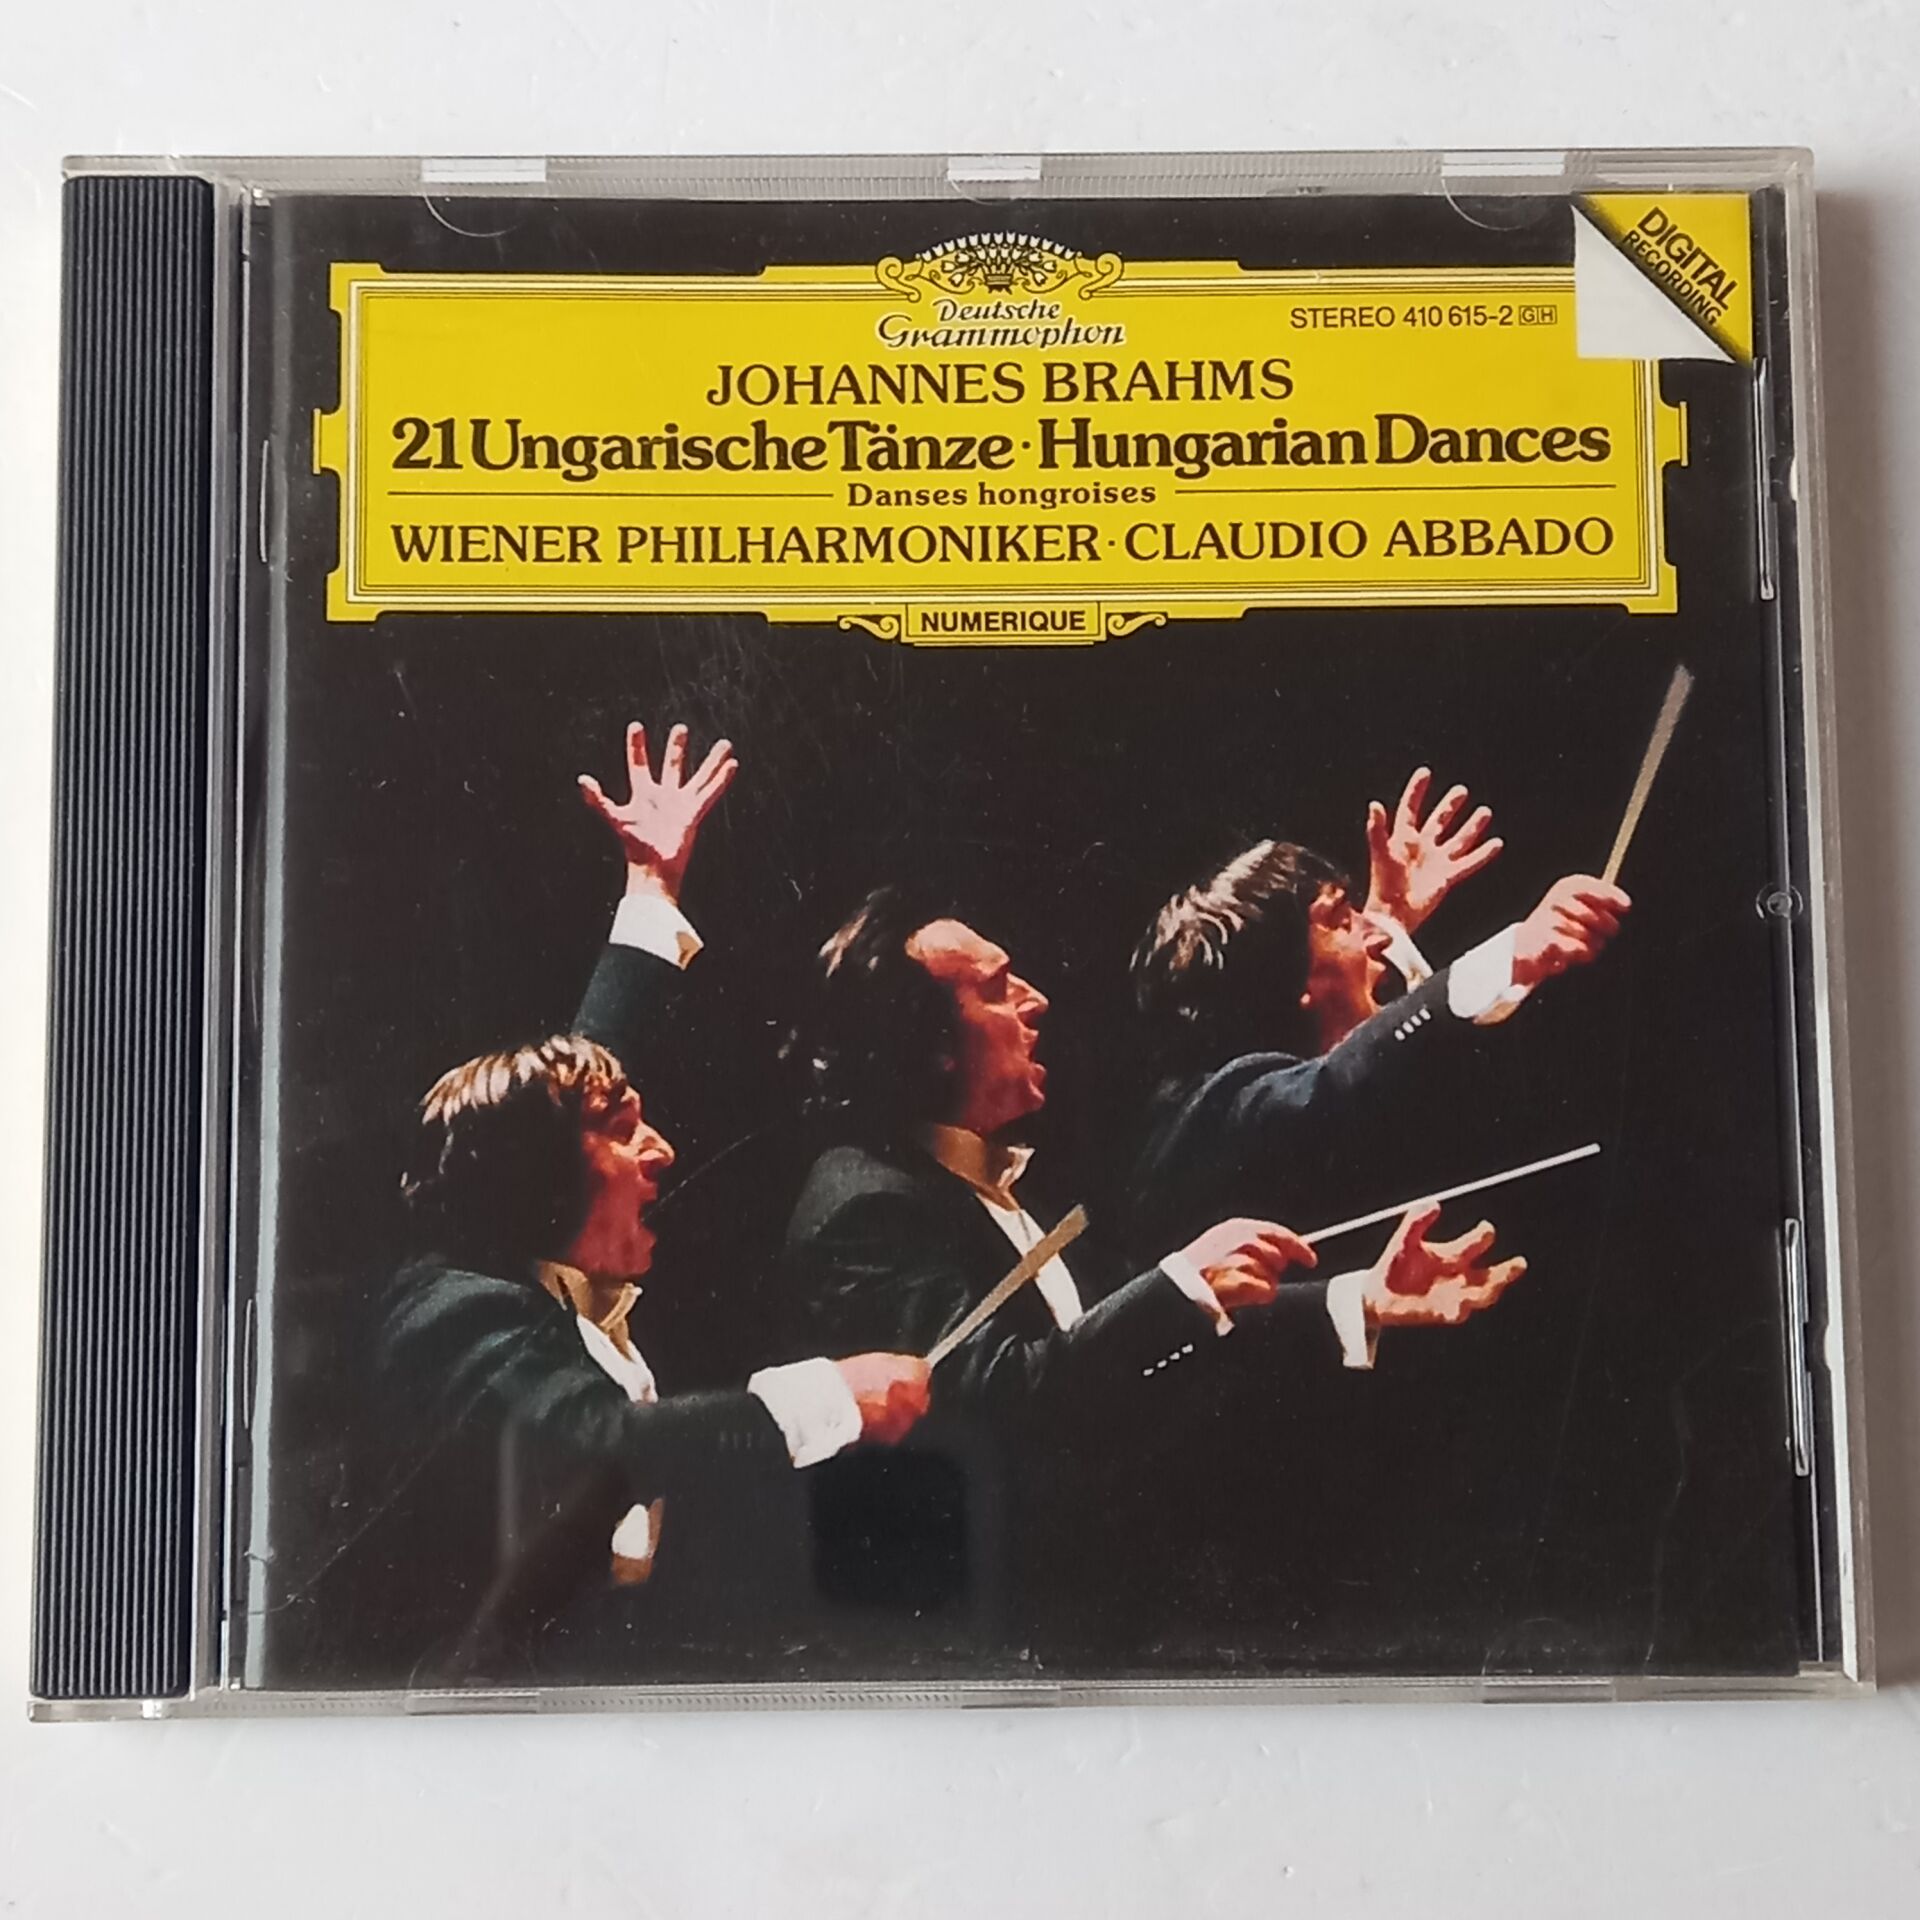 DIGITAL
RECORDING
Deutsche
Grammophon
STEREO 410 615-2 GH
JOHANNES BRAHMS
21 Ungarische Tänze · Hungarian Dances
Danses hongroises
WIENER PHILHARMONIKER · CLAUDIO ABBADO
NUMERIQUE